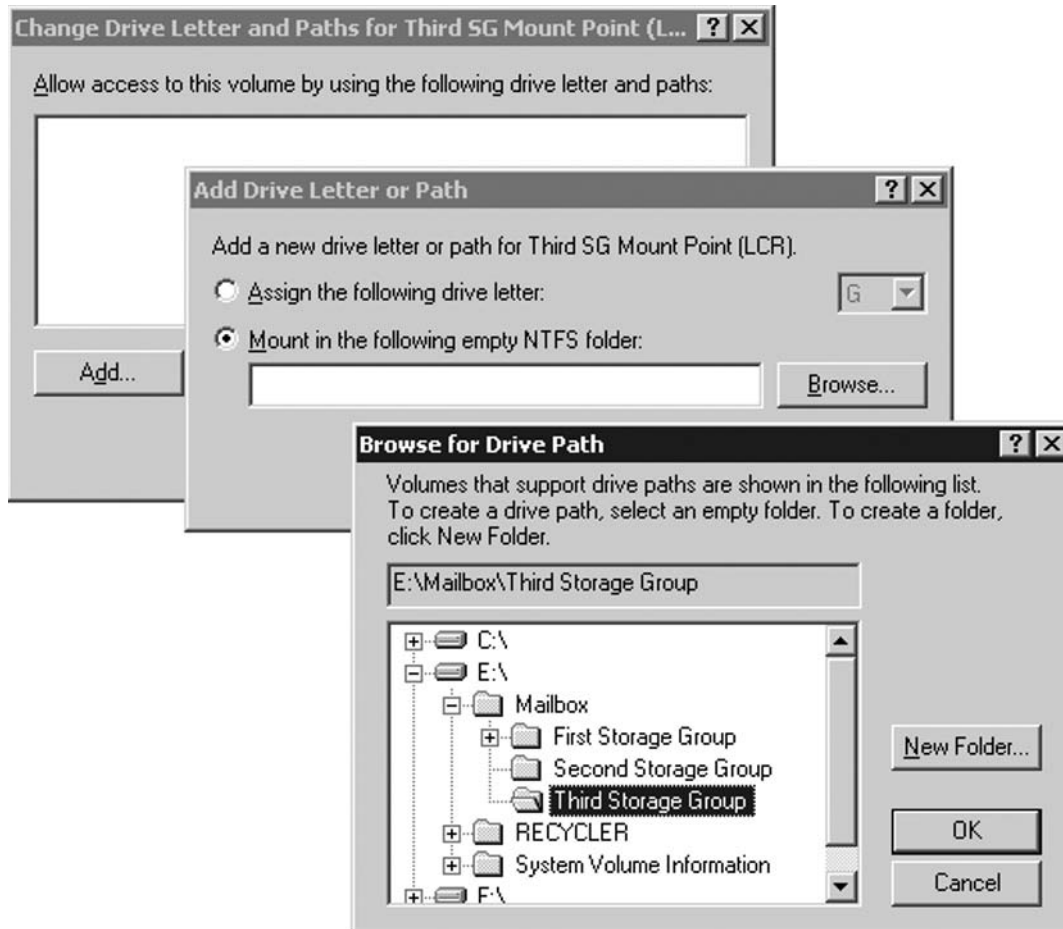 Change Drive Letter and Paths for Third SG Mount Point (L...
Allow access to this volume by using the following drive letter and paths:
Add...
Add Drive Letter or Path
Add a new drive letter or path for Third SG Mount Point (LCR).
Assign the following drive letter:
G
Mount in the following empty NTFS folder:
Browse...
Browse for Drive Path
Volumes that support drive paths are shown in the following list.
To create a drive path, select an empty folder. To create a folder,
click New Folder.
E:\Mailbox\Third Storage Group
C:\
E:\
Mailbox
First Storage Group
Second Storage Group
Third Storage Group
RECYCLER
System Volume Information
F:\
New Folder...
OK
Cancel